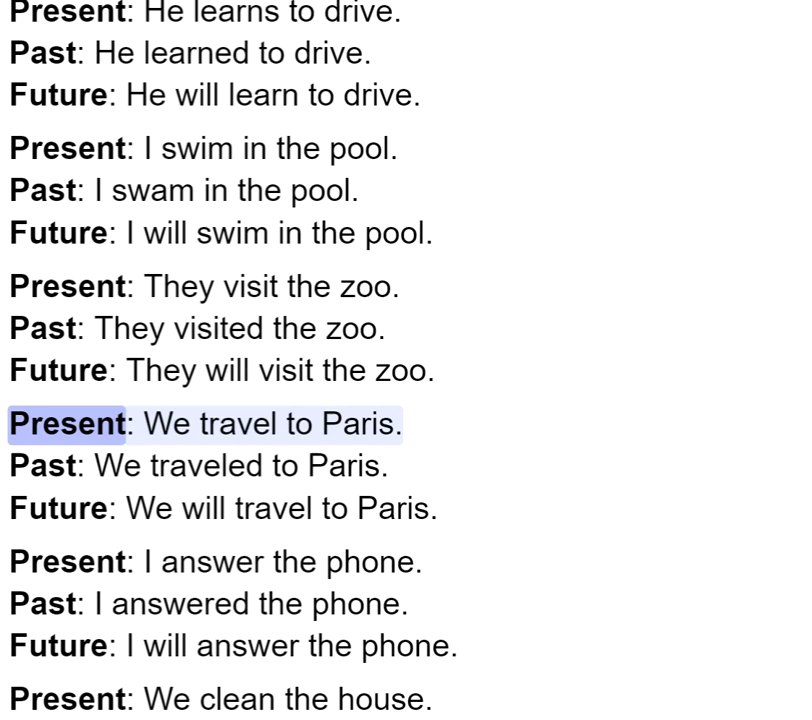 Present: He learns to drive.
Past: He learned to drive.
Future: He will learn to drive.
Present: I swim in the pool.
Past: I swam in the pool.
Future: I will swim in the pool.
Present: They visit the zoo.
Past: They visited the zoo.
Future: They will visit the zoo.
Present: We travel to Paris.
Past: We traveled to Paris.
Future: We will travel to Paris.
Present: I answer the phone.
Past: I answered the phone.
Future: I will answer the phone.
Present: We clean the house.